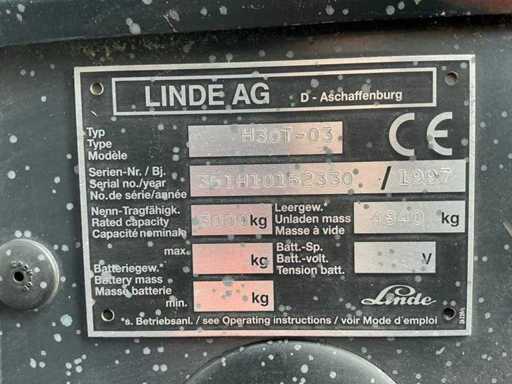 LINDE AG D - Aschaffenburg
Typ
Type
Modèle
H30T-03
CE
Serien-Nr. / Bj.
Serial no./year
No.de série/année
351H10152330 / 1997
Nenn-Tragfähigk.
Rated capacity
Capacité nominale
kg
Leergew.*
Unladen mass
Masse à vide
4840 kg
Batteriegew.*
Battery mass
Masse batterie
max. kg
min. kg
Batt.-Sp.
Batt.-volt.
Tension batt.
V
Linde
*s. Betriebsanl. / see Operating instructions / voir Mode d'emploi